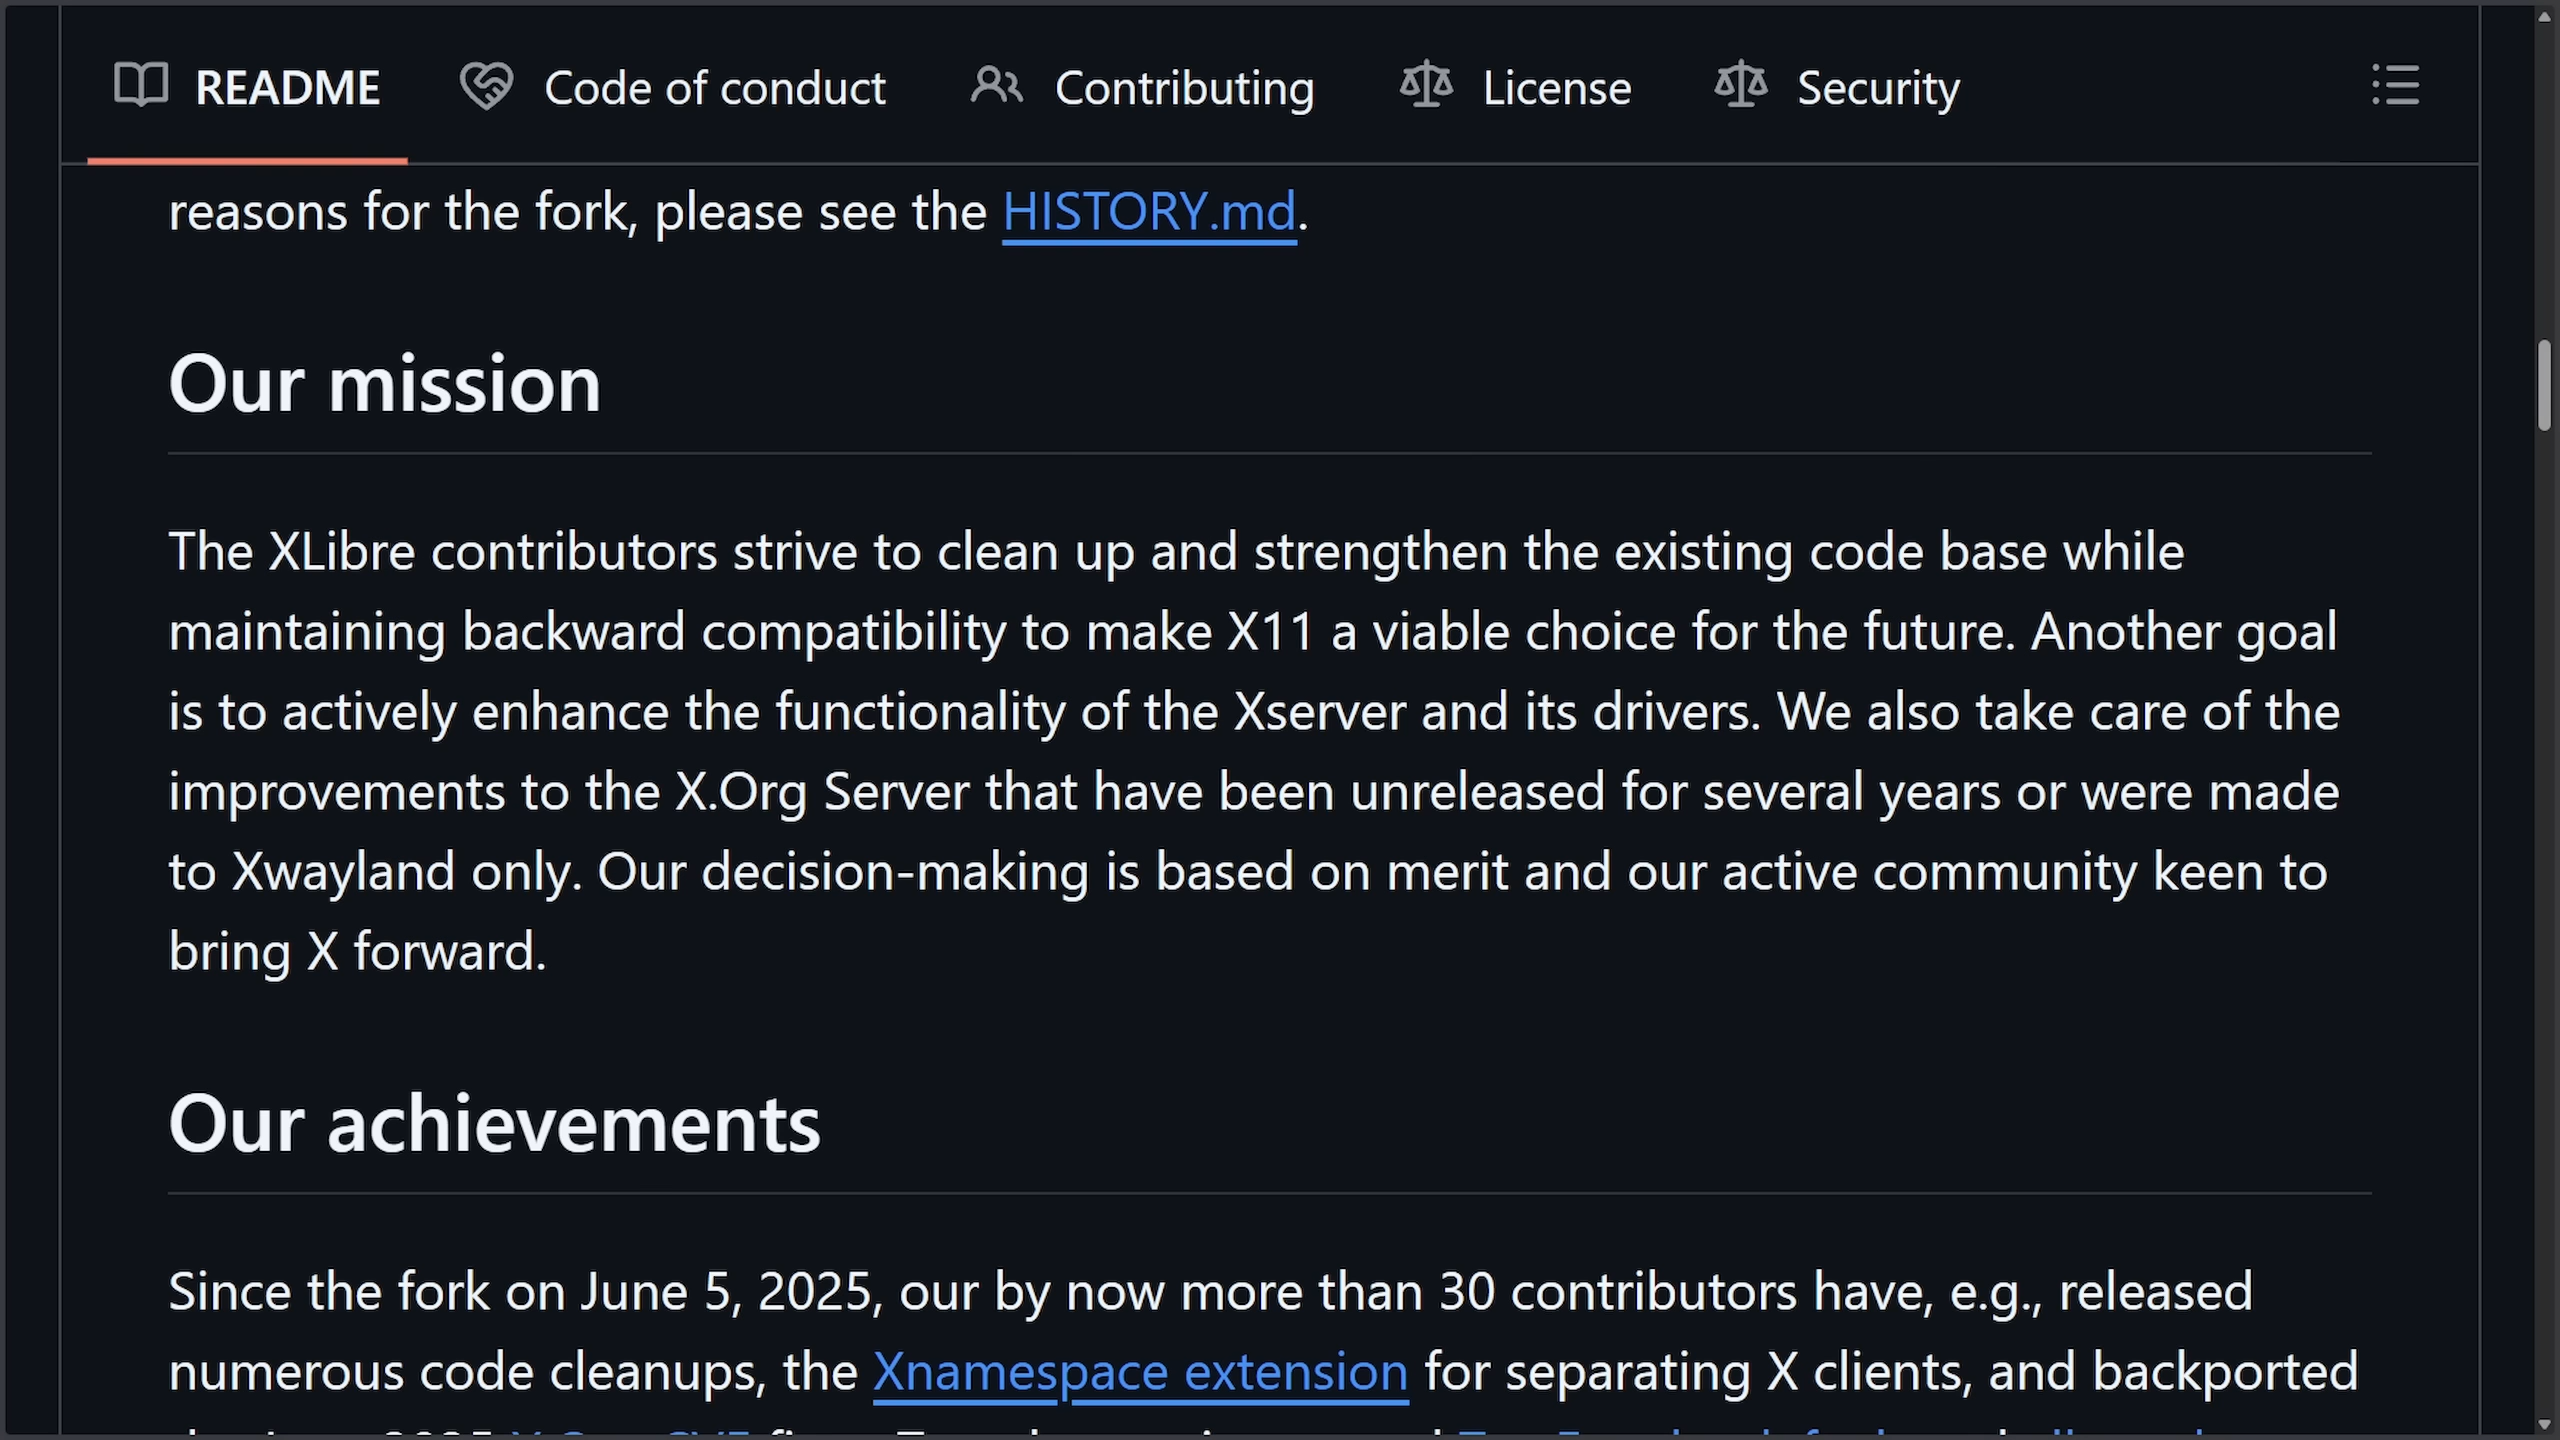 README Code of conduct Contributing License Security
reasons for the fork, please see the HISTORY.md.
Our mission
The XLibre contributors strive to clean up and strengthen the existing code base while
maintaining backward compatibility to make X11 a viable choice for the future. Another goal
is to actively enhance the functionality of the Xserver and its drivers. We also take care of the
improvements to the X.Org Server that have been unreleased for several years or were made
to Xwayland only. Our decision-making is based on merit and our active community keen to
bring X forward.
Our achievements
Since the fork on June 5, 2025, our by now more than 30 contributors have, e.g., released
numerous code cleanups, the Xnamespace extension for separating X clients, and backported